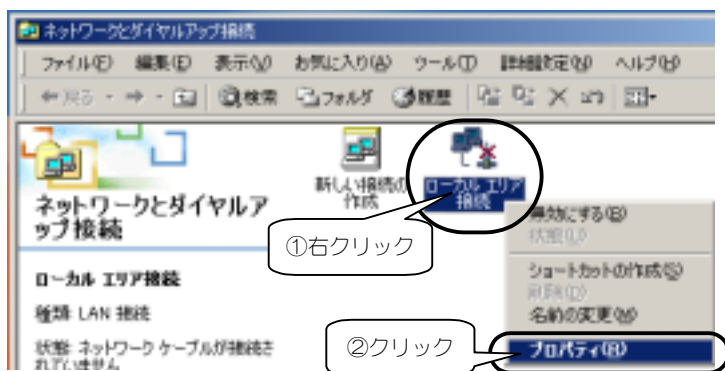 ネットワークとダイヤルアップ接続
ファイル(F) 編集(E) 表示(V) お気に入り(A) ツール(T) 詳細設定(N) ヘルプ(H)
戻る 検索 フォルダ 履歴
新しい接続の
作成
ローカル エリア
接続
ネットワークとダイヤルア
ップ接続
①右クリック
無効にする(B)
状態(U)
ショートカットの作成(S)
削除(D)
名前の変更(M)
②クリック
プロパティ(R)
ローカル エリア接続
種類: LAN 接続
状態: ネットワーク ケーブルが接続さ
れていません